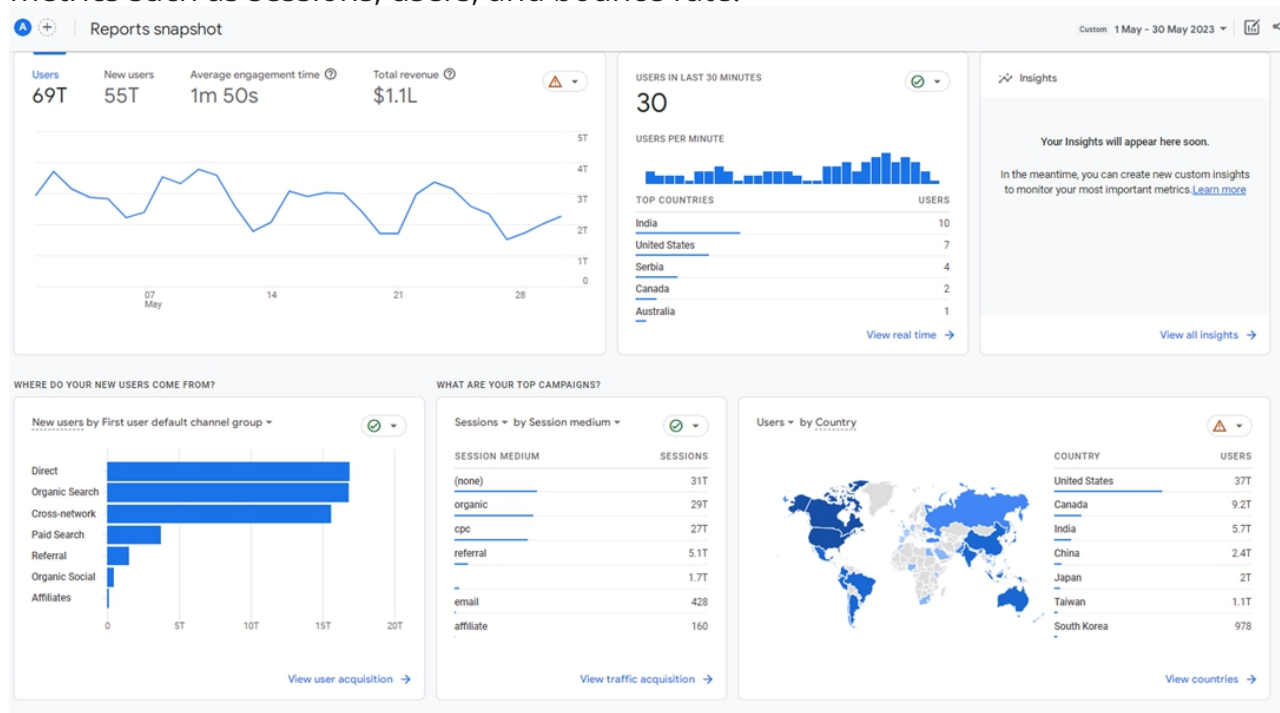 metrics such as sessions, users, and bounce rate.
A
Reports snapshot
Custom 1 May - 30 May 2023
Users
69T
New users
55T
Average engagement time
1m 50s
Total revenue
$1.1L
5T
4T
3T
2T
1T
0
07
May
14
21
28
USERS IN LAST 30 MINUTES
30
USERS PER MINUTE
TOP COUNTRIES USERS
India 10
United States 7
Serbia 4
Canada 2
Australia 1
View real time
Insights
Your Insights will appear here soon.
In the meantime, you can create new custom insights
to monitor your most important metrics.Learn more
View all insights
WHERE DO YOUR NEW USERS COME FROM?
New users by First user default channel group
Direct
Organic Search
Cross-network
Paid Search
Referral
Organic Social
Affiliates
0 5T 10T 15T 20T
View user acquisition
WHAT ARE YOUR TOP CAMPAIGNS?
Sessions by Session medium
SESSION MEDIUM SESSIONS
(none) 31T
organic 29T
cpc 27T
referral 5.1T
1.7T
email 428
affiliate 160
View traffic acquisition
Users by Country
COUNTRY USERS
United States 37T
Canada 9.2T
India 5.7T
China 2.4T
Japan 2T
Taiwan 1.1T
South Korea 978
View countries